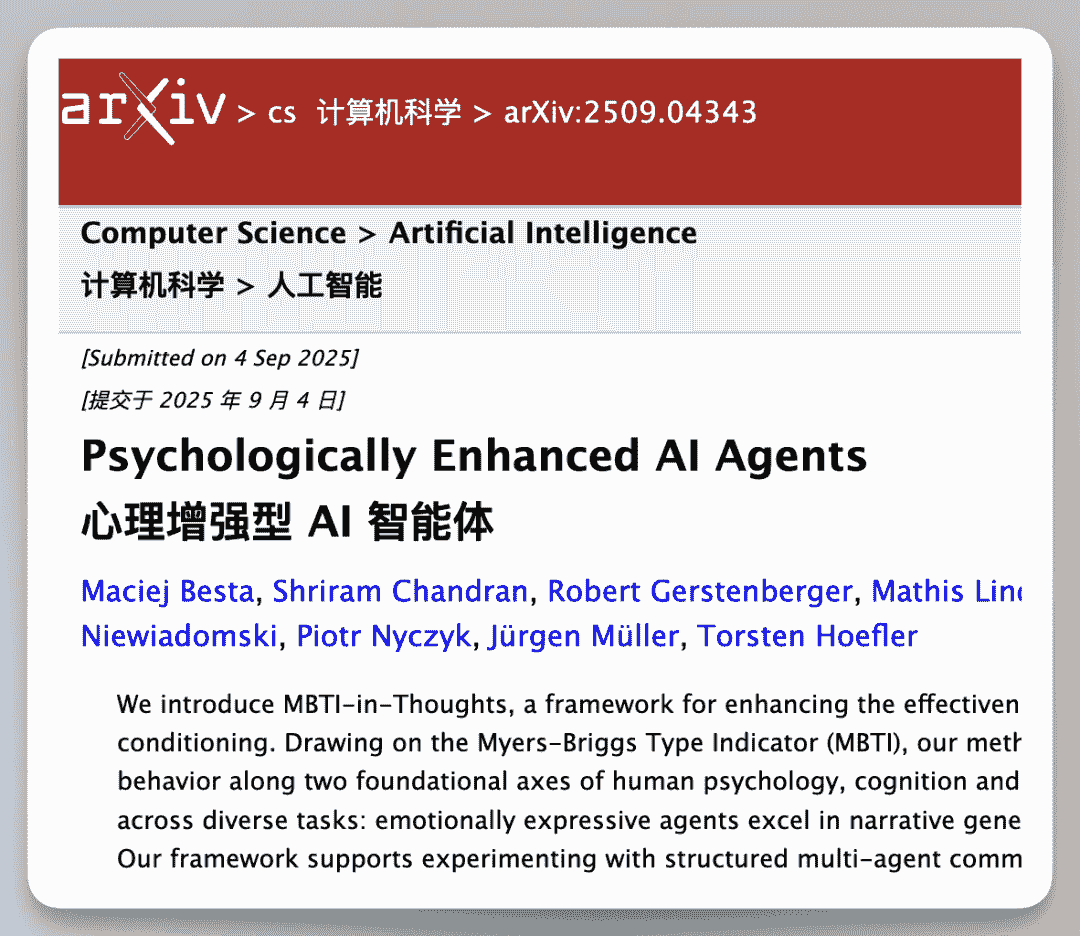 arXiv > cs 计算机科学 > arXiv:2509.04343
Computer Science > Artificial Intelligence
计算机科学 > 人工智能
[Submitted on 4 Sep 2025]
[提交于 2025 年 9 月 4 日]
Psychologically Enhanced AI Agents
心理增强型 AI 智能体
Maciej Besta, Shriram Chandran, Robert Gerstenberger, Mathis
Niewiadomski, Piotr Nyczyk, Jürgen Müller, Torsten Hoefler
We introduce MBTI-in-Thoughts, a framework for enhancing the
conditioning. Drawing on the Myers-Briggs Type Indicator (MBTI), our
behavior along two foundational axes of human psychology, cognition and
across diverse tasks: emotionally expressive agents excel in narrative
Our framework supports experimenting with structured multi-agent